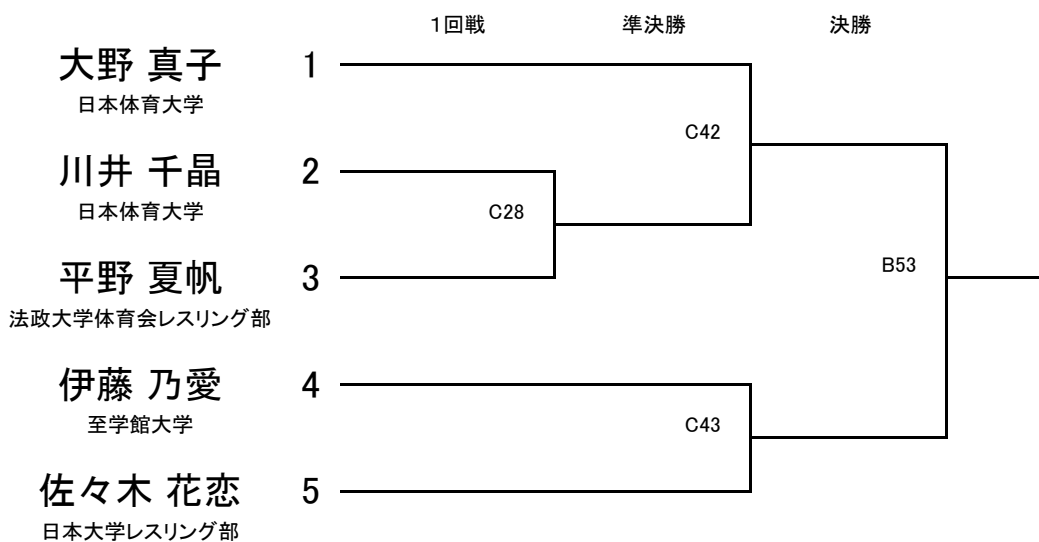 1回戦 準決勝 決勝
大野 真子 1
日本体育大学
C42
川井 千晶 2
日本体育大学
C28
平野 夏帆 3
B53
法政大学体育会レスリング部
伊藤 乃愛 4
至学館大学
C43
佐々木 花恋 5
日本大学レスリング部